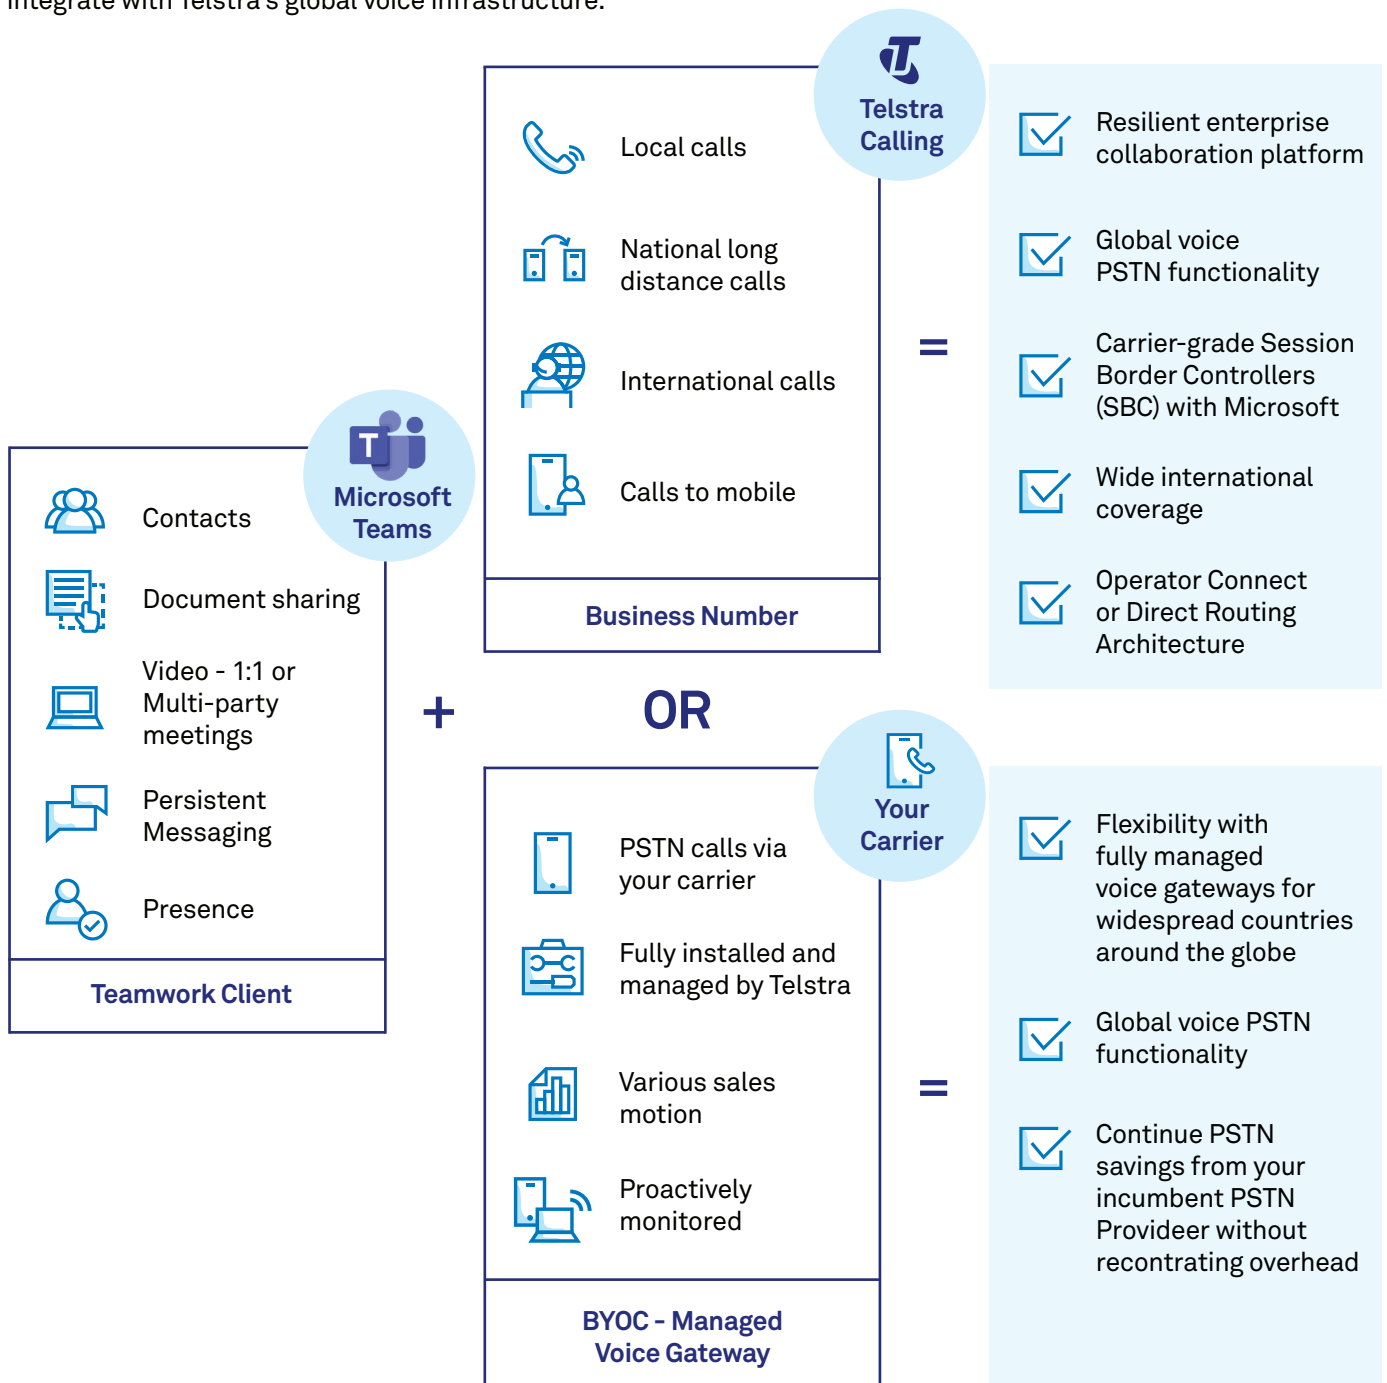 integrate with Telstra's global voice infrastructure.
Telstra
Calling
Local calls
National long
distance calls
International calls
Calls to mobile
Business Number
=
Resilient enterprise
collaboration platform
Global voice
PSTN functionality
Carrier-grade Session
Border Controllers
(SBC) with Microsoft
Wide international
coverage
Operator Connect
or Direct Routing
Architecture
T
Microsoft
Teams
Contacts
Document sharing
Video - 1:1 or
Multi-party
meetings
Persistent
Messaging
Presence
Teamwork Client
+
OR
Your
Carrier
PSTN calls via
your carrier
Fully installed and
managed by Telstra
Various sales
motion
Proactively
monitored
BYOC - Managed
Voice Gateway
=
Flexibility with
fully managed
voice gateways for
widespread countries
around the globe
Global voice PSTN
functionality
Continue PSTN
savings from your
incumbent PSTN
Provideer without
recontrating overhead